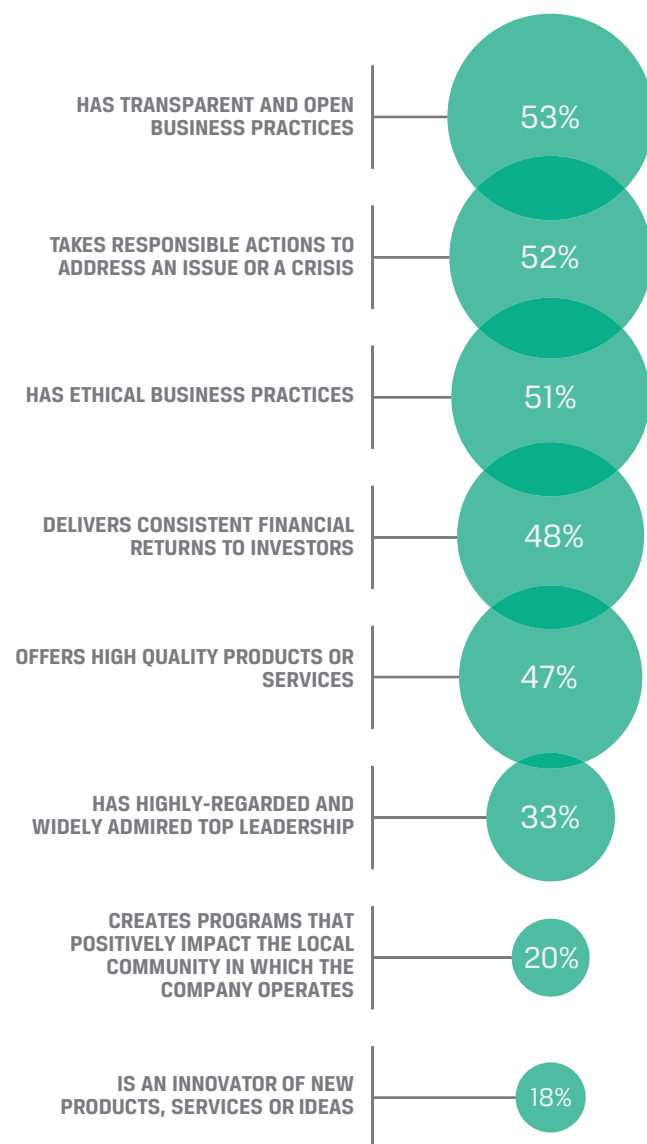 HAS TRANSPARENT AND OPEN
BUSINESS PRACTICES
53%
TAKES RESPONSIBLE ACTIONS TO
ADDRESS AN ISSUE OR A CRISIS
52%
HAS ETHICAL BUSINESS PRACTICES
51%
DELIVERS CONSISTENT FINANCIAL
RETURNS TO INVESTORS
48%
OFFERS HIGH QUALITY PRODUCTS OR
SERVICES
47%
HAS HIGHLY-REGARDED AND
WIDELY ADMIRED TOP LEADERSHIP
33%
CREATES PROGRAMS THAT
POSITIVELY IMPACT THE LOCAL
COMMUNITY IN WHICH THE
COMPANY OPERATES
20%
IS AN INNOVATOR OF NEW
PRODUCTS, SERVICES OR IDEAS
18%